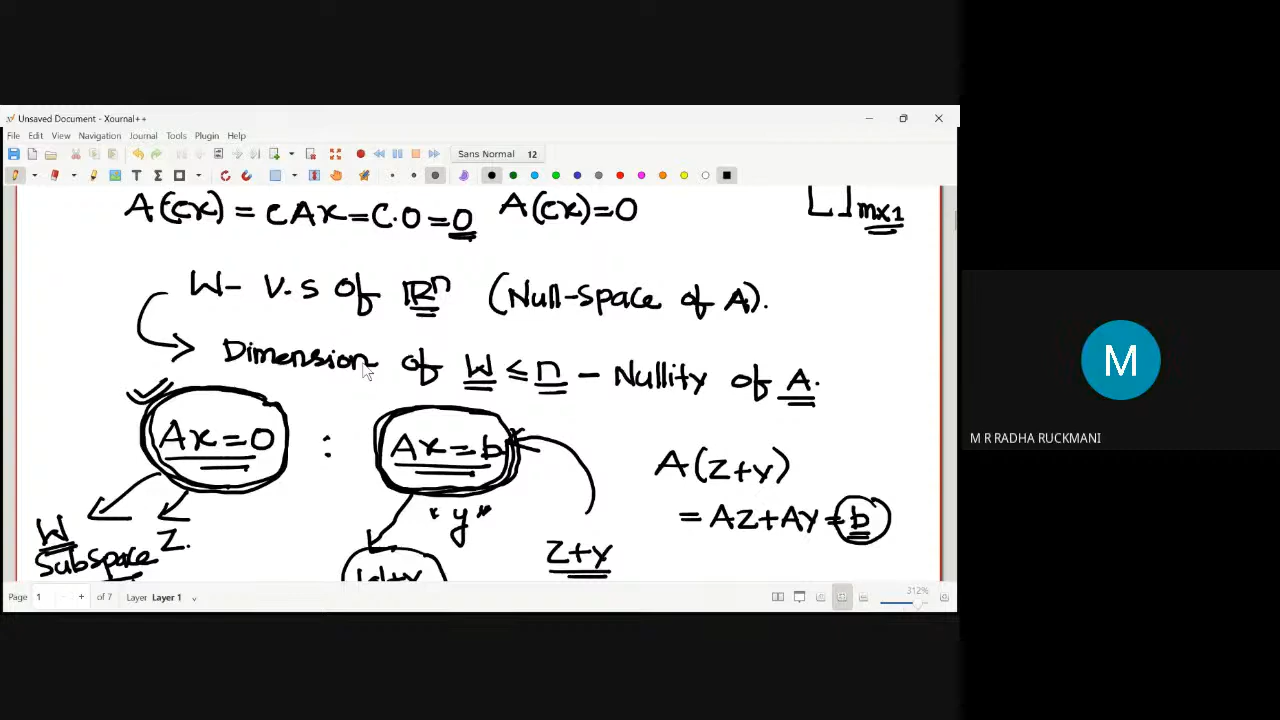 Unsaved Document - Xournal++
File Edit View Navigation Journal Tools Plugin Help
Sans Normal 12
A(cx) = cAx = c·0 = 0 A(cx) = 0
[ ]mx1
W- V.S of ℝⁿ (Null-space of A).
Dimension of W ≤ n - Nullity of A.
Ax=0 : Ax=b
A(z+y)
= Az+Ay = b
"y"
W
Subspace
z.
z+y
W+y
Page 1 of 7 Layer Layer 1
312%
M
M R RADHA RUCKMANI